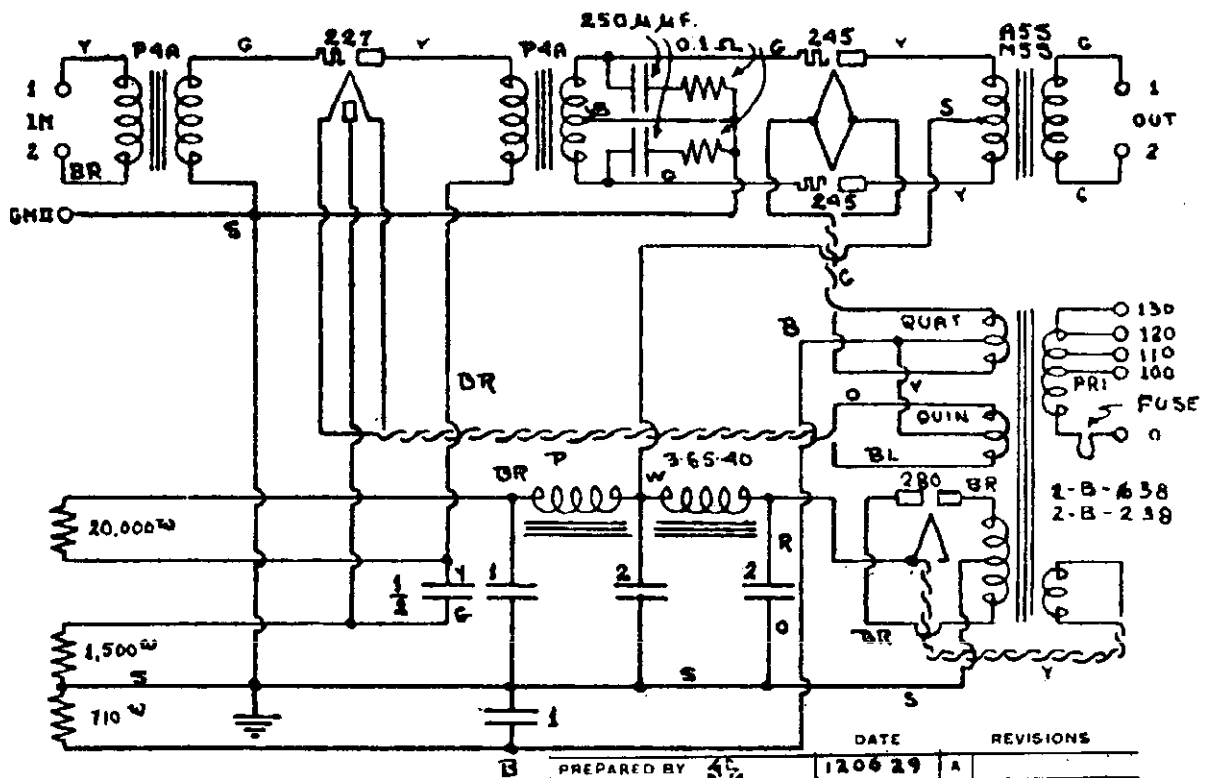 250 μμF.
0.1 Ω
Y P4A G 227 Y P4A G 245 Y A55 G
M55
1 IN 2
BR
B
S
1 OUT 2
G
245
Y
G
GND
S
G
B
QUAT
130
120
110
100
PRI
FUSE
0
BR
Y
O
QUIN
BL
BR P W 3-65-40
280 BR
2-B-238
20,000 ω
R
Y
1/2
G
1
2
2
O
BR
Y
1,500 ω
S
S
S
710 ω
1
B
DATE REVISIONS
PREPARED BY 120629 A